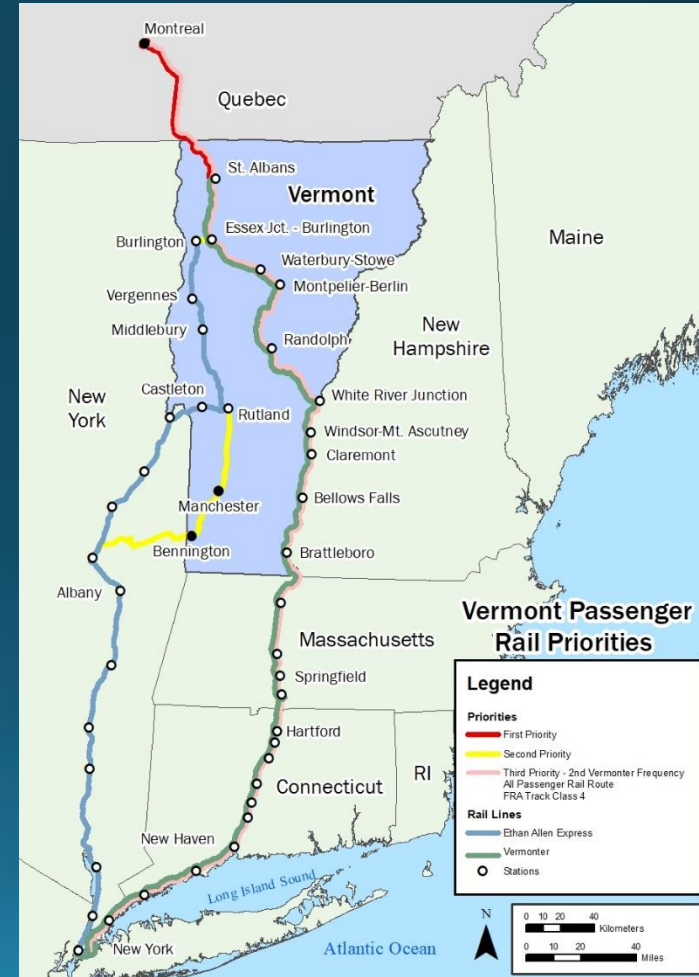 Montreal
Quebec
St. Albans
Vermont
Burlington
Essex Jct. - Burlington
Maine
Waterbury-Stowe
Montpelier-Berlin
Vergennes
Middlebury
New
Hampshire
Randolph
Castleton
New
York
Rutland
White River Junction
Windsor-Mt. Ascutney
Claremont
Manchester
Bellows Falls
Bennington
Brattleboro
Albany
Vermont Passenger
Rail Priorities
Massachusetts
Springfield
Legend
Priorities
First Priority
Second Priority
Third Priority - 2nd Vermonter Frequency
All Passenger Rail Route
FRA Track Class 4
Rail Lines
Ethan Allen Express
Vermonter
Stations
Hartford
RI
Connecticut
New Haven
Long Island Sound
New York
Atlantic Ocean
N
0 10 20 40
Kilometers
0 10 20 40
Miles